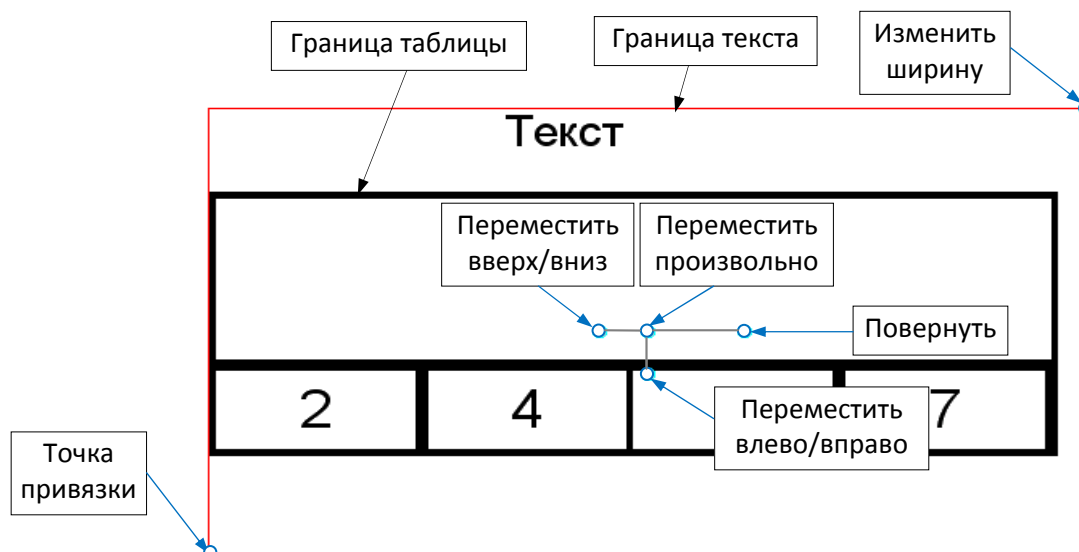 Граница таблицы
Граница текста
Изменить
ширину
Текст
Переместить
вверх/вниз
Переместить
произвольно
Повернуть
2
4
7
Переместить
влево/вправо
Точка
привязки